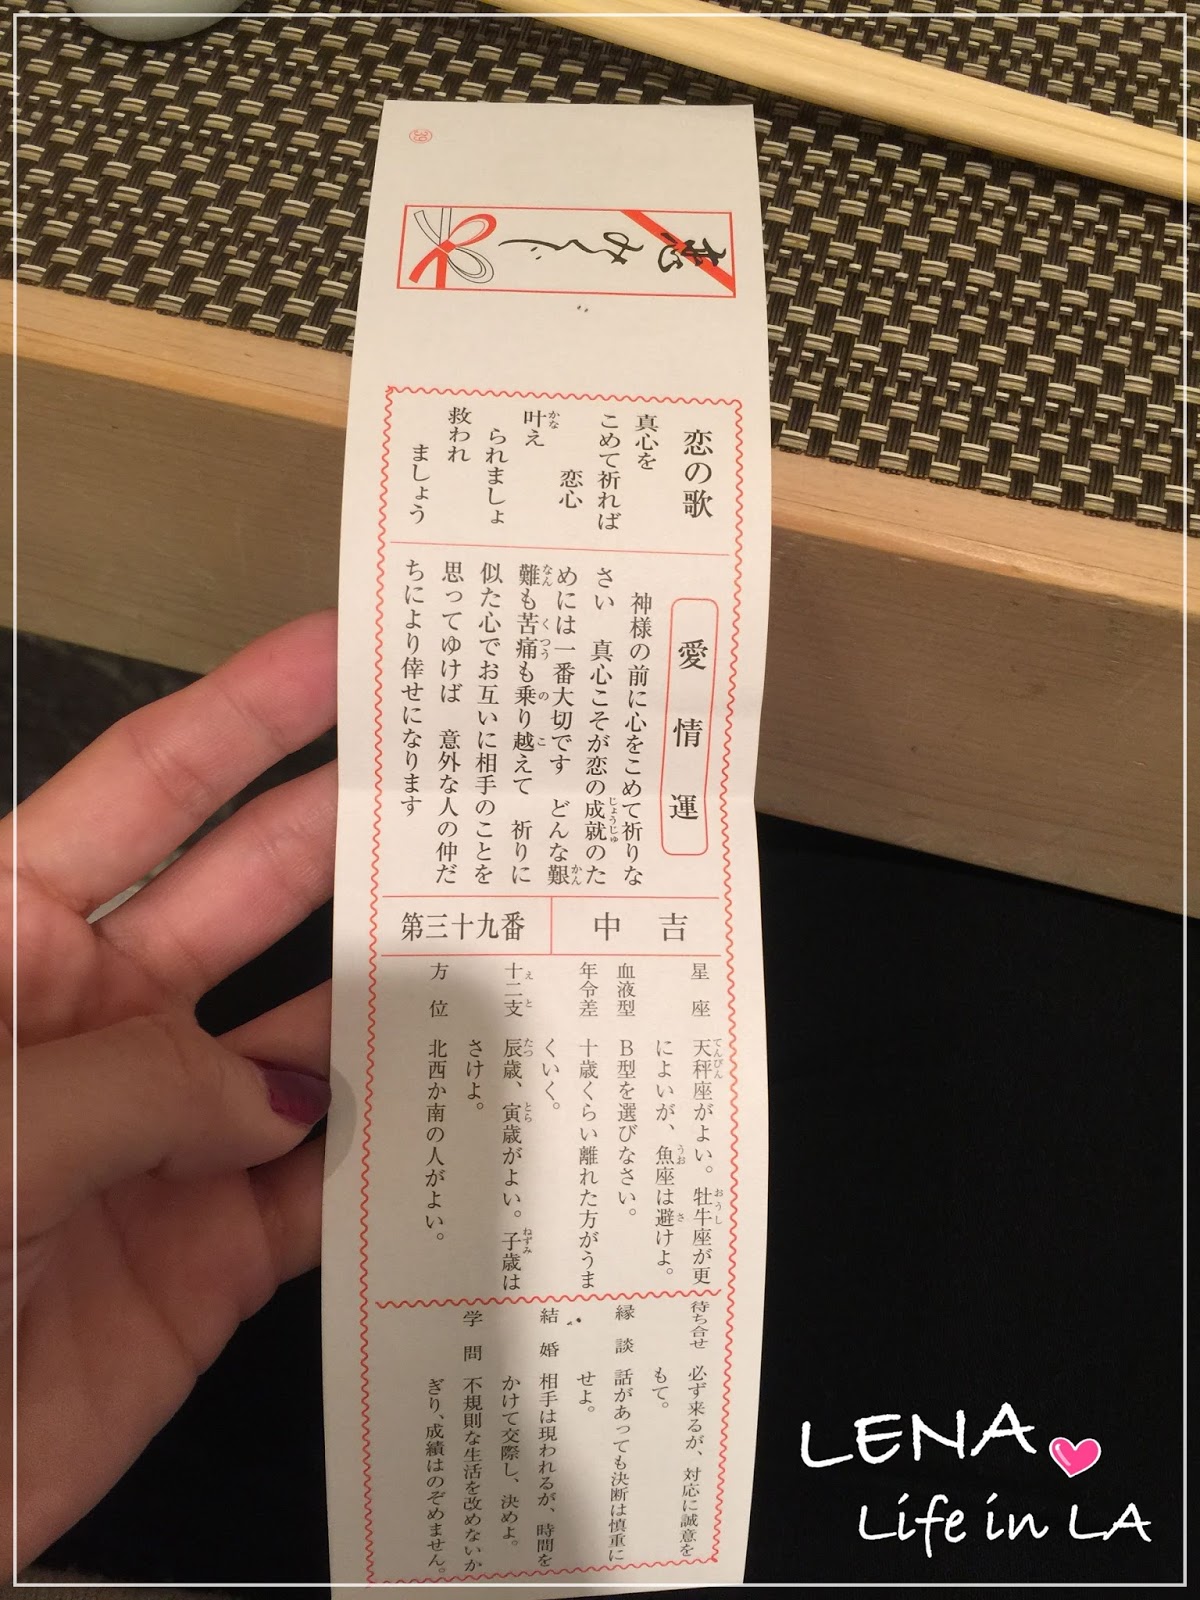 39
恋みくじ
恋の歌
真心を
こめて祈れば
恋心
叶え
られましょ
救われ
ましょう
愛情運
神様の前に心をこめて祈りな
さい　真心こそが恋の成就のた
めには一番大切です　どんな艱
難も苦痛も乗り越えて　祈りに
似た心でお互いに相手のことを
思ってゆけば　意外な人の仲だ
ちにより倖せになります
中吉
第三十九番
星座　天秤座がよい。牡牛座が更
によいが、魚座は避けよ。
血液型　B型を選びなさい。
年令差　十歳くらい離れた方がうま
くいく。
十二支　辰歳、寅歳がよい。子歳は
さけよ。
方位　北西か南の人がよい。
待ち合せ　必ず来るが、対応に誠意を
もて。
縁談　話があっても決断は慎重に
せよ。
結婚　相手は現われるが、時間を
かけて交際し、決めよ。
学問　不規則な生活を改めないか
ぎり、成績はのぞめません。
LENA
Life in LA